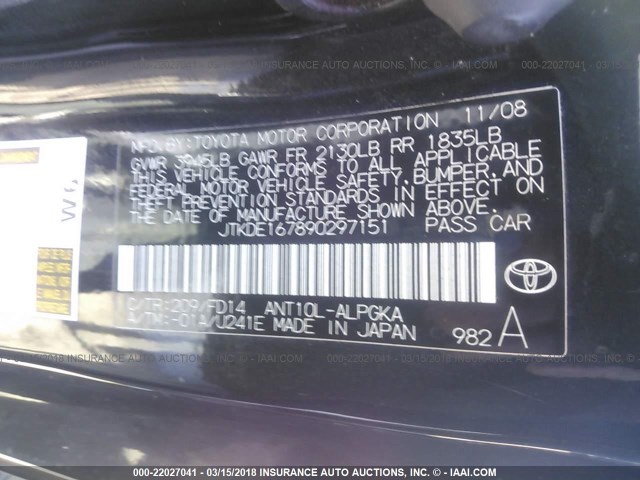 000-22027041 - 03/15/2018 INSURANCE AUTO AUCTIONS, INC. - © - IAAI.COM
MFD.BY:TOYOTA MOTOR CORPORATION 11/08
GVWR 3945LB GAWR FR 2130LB RR 1835LB
THIS VEHICLE CONFORMS TO ALL APPLICABLE
FEDERAL MOTOR VEHICLE SAFETY,BUMPER,AND
THEFT PREVENTION STANDARDS IN EFFECT ON
THE DATE OF MANUFACTURE SHOWN ABOVE.
JTKDE167890297151 PASS CAR
C/TR:209/FD14 ANT10L-ALPGKA
A/TM:-01A/U241E MADE IN JAPAN
982A
W6
000-22027041 - 03/15/2018 INSURANCE AUTO AUCTIONS, INC. - © - IAAI.COM